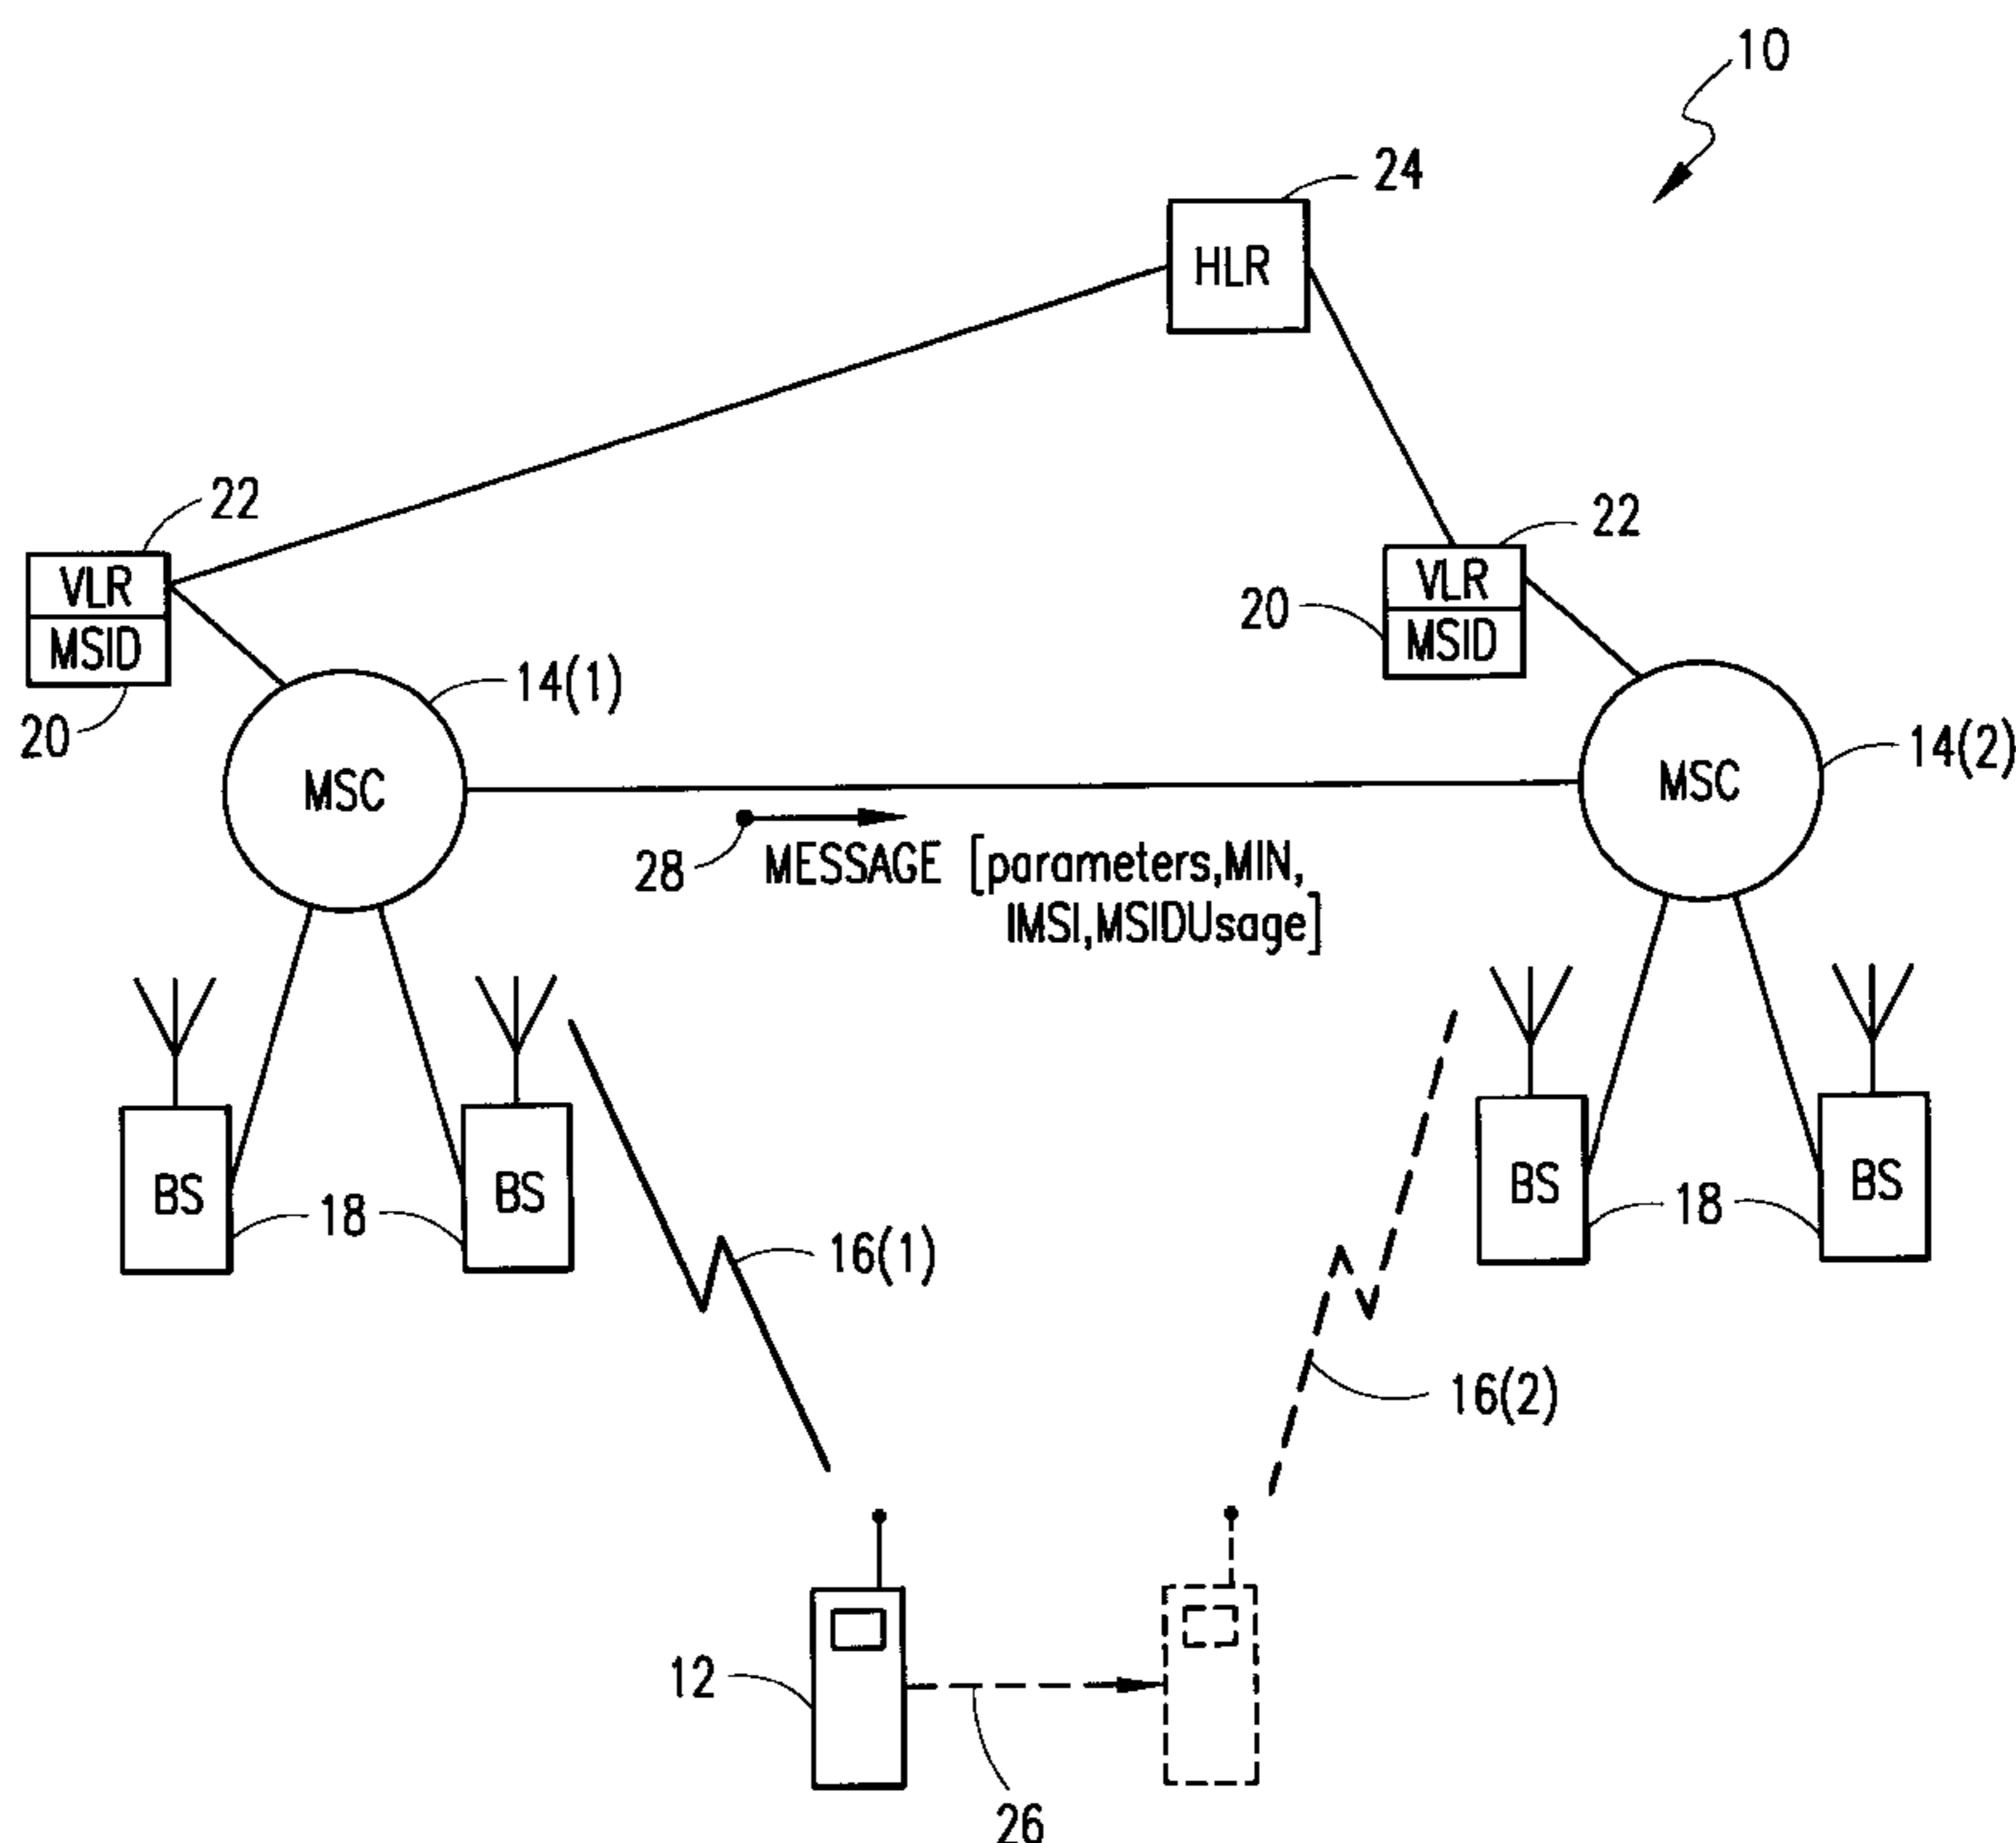 10
24
HLR
22
VLR
MSID
20
22
VLR
MSID
20
14(1)
MSC
14(2)
MSC
28
MESSAGE [parameters,MIN,
IMSI,MSIDUsage]
BS
18
BS
BS
18
BS
16(1)
16(2)
12
26